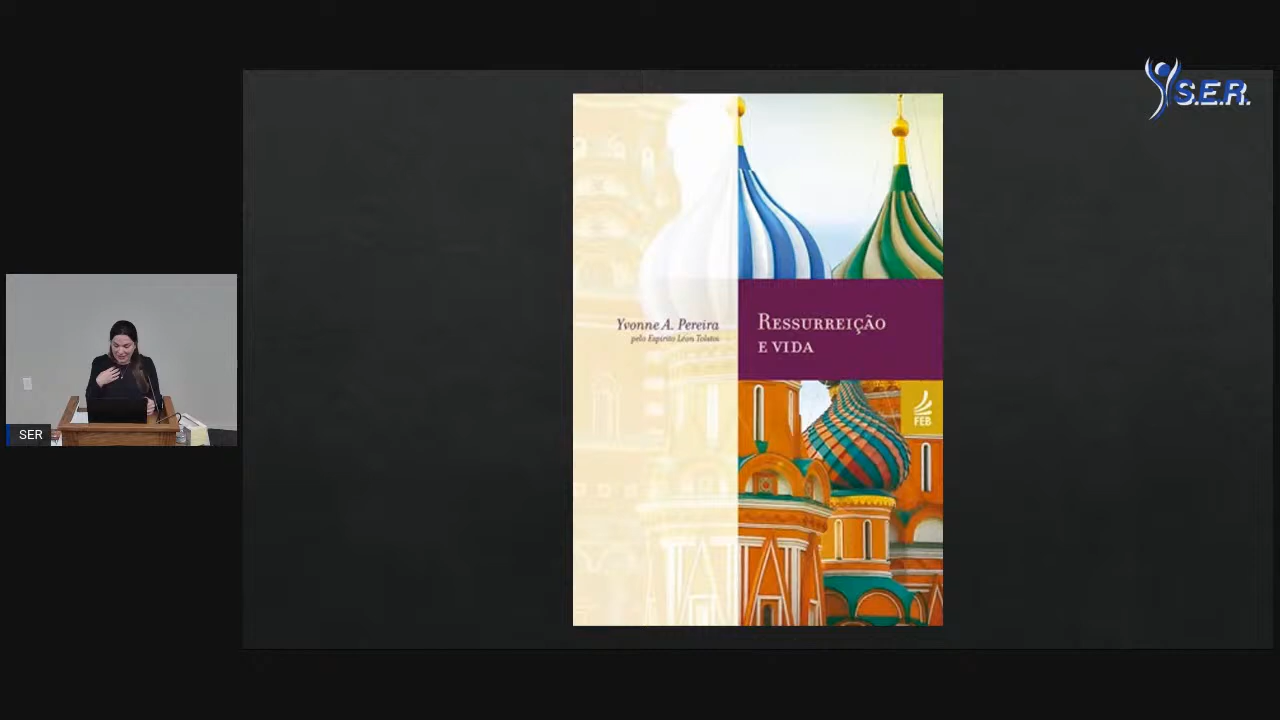 S.E.R.
Yvonne A. Pereira
pelo Espírito Léon Tolstoi
Ressurreição
e vida
FEB
SER